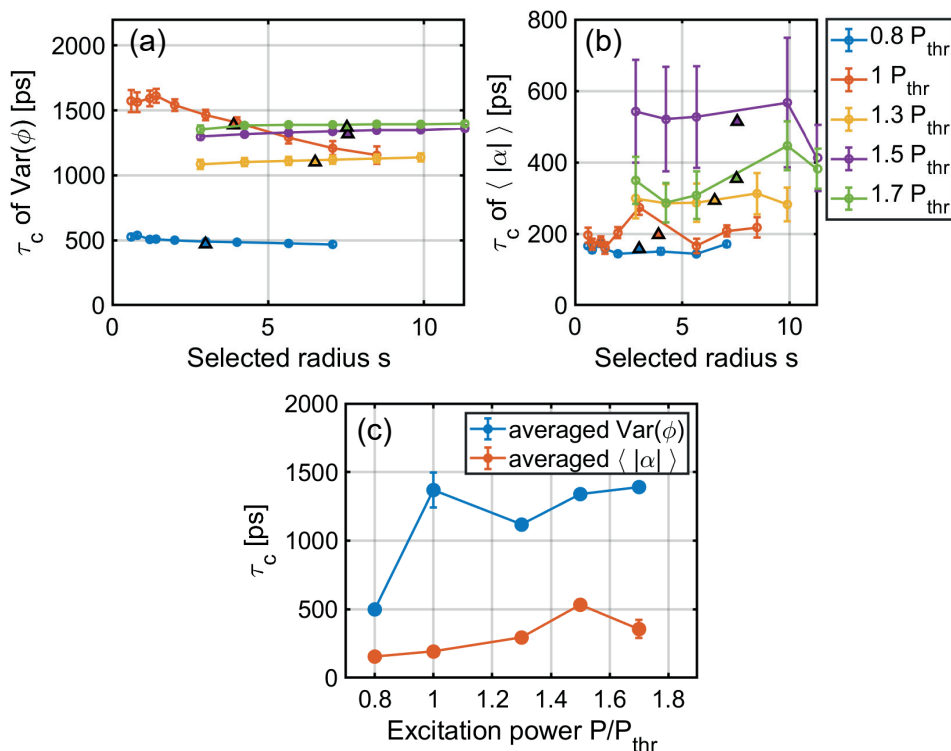 (a)
τc of Var(ϕ) [ps]
2000
1500
1000
500
0
0 5 10
Selected radius s
(b)
τc of ⟨ |α| ⟩ [ps]
800
600
400
200
0
0 5 10
Selected radius s
0.8 Pthr
1 Pthr
1.3 Pthr
1.5 Pthr
1.7 Pthr
(c)
averaged Var(ϕ)
averaged ⟨ |α| ⟩
τc [ps]
2000
1500
1000
500
0
0.8 1 1.2 1.4 1.6 1.8
Excitation power P/Pthr